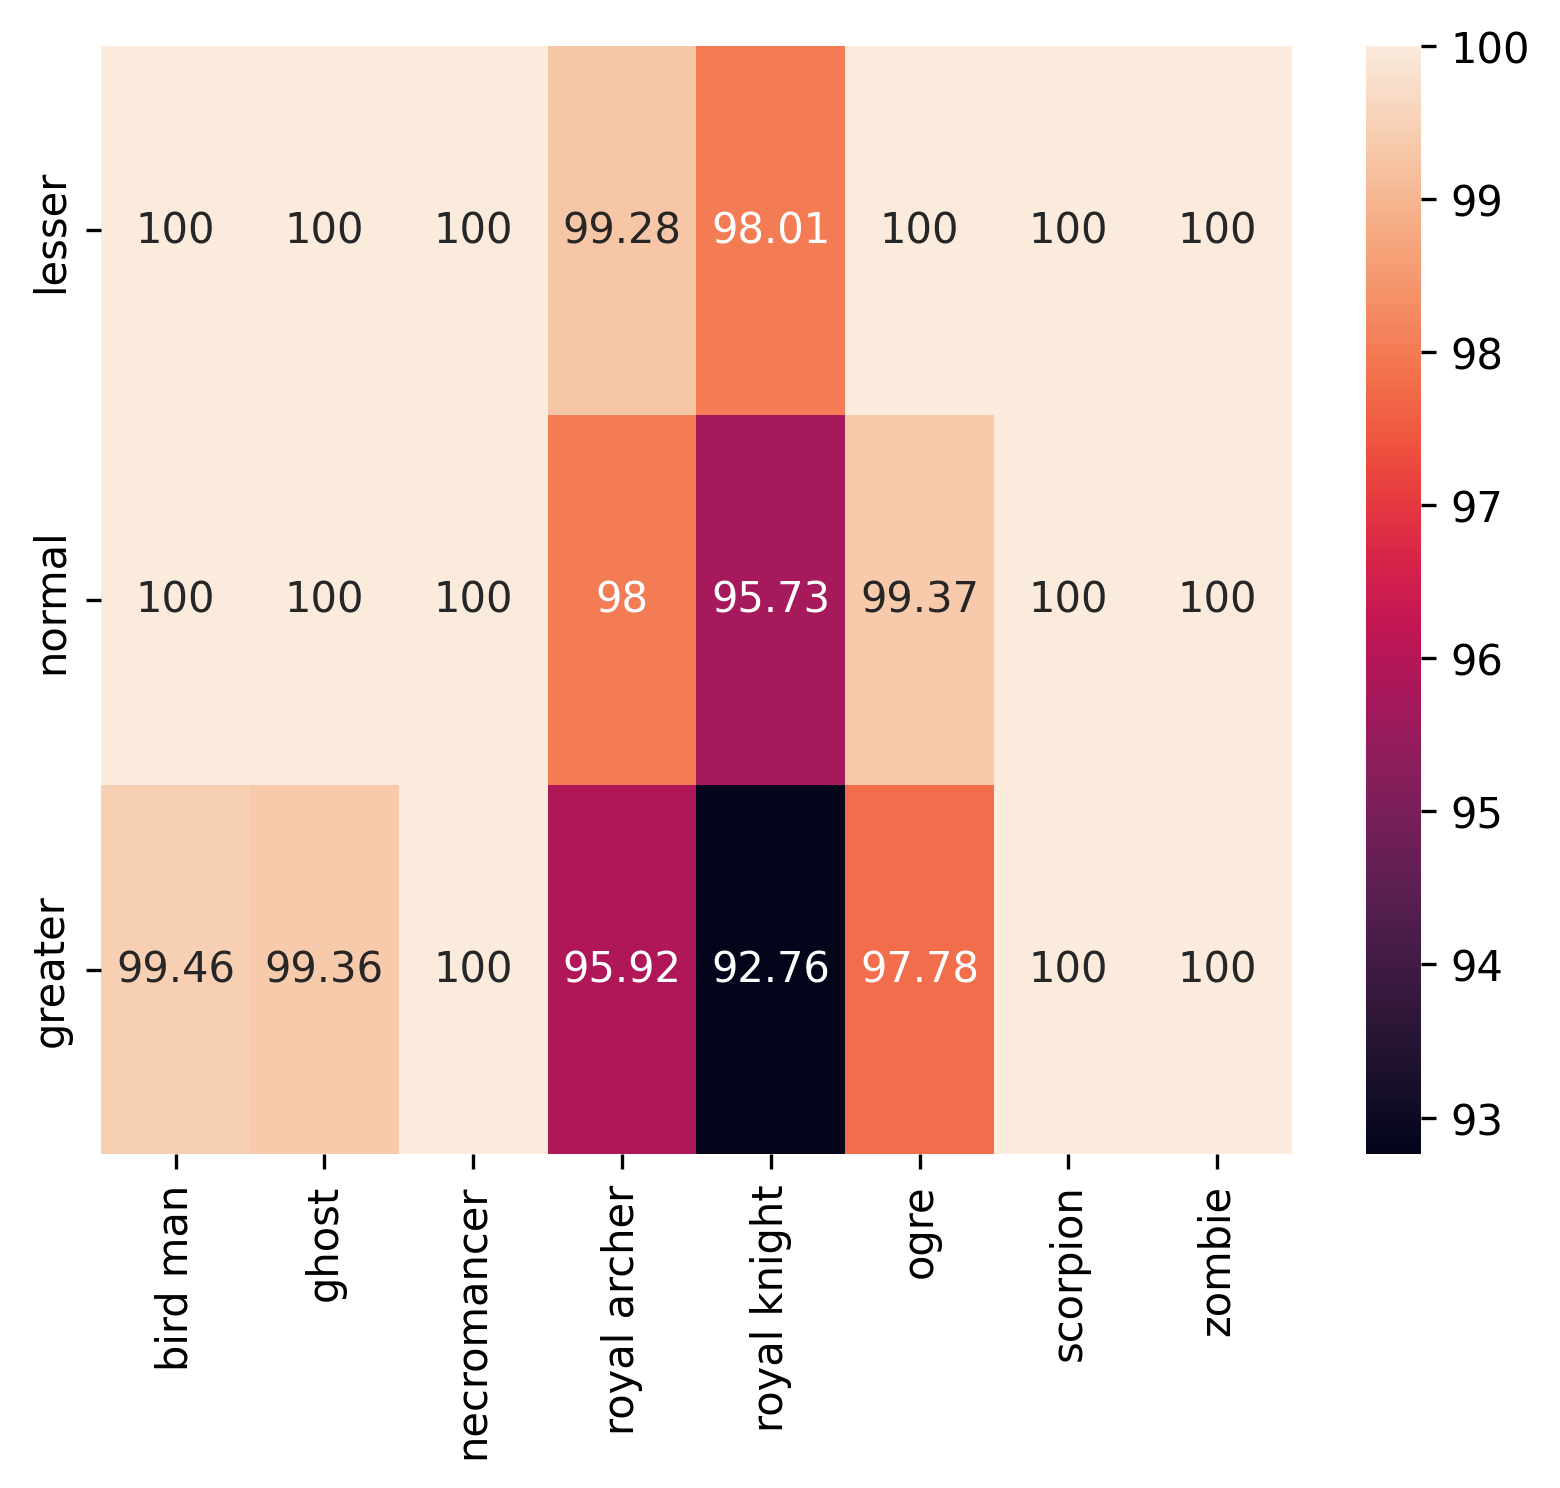 lesser 100 100 100 99.28 98.01 100 100 100
normal 100 100 100 98 95.73 99.37 100 100
greater 99.46 99.36 100 95.92 92.76 97.78 100 100
bird man
ghost
necromancer
royal archer
royal knight
ogre
scorpion
zombie
100
99
98
97
96
95
94
93